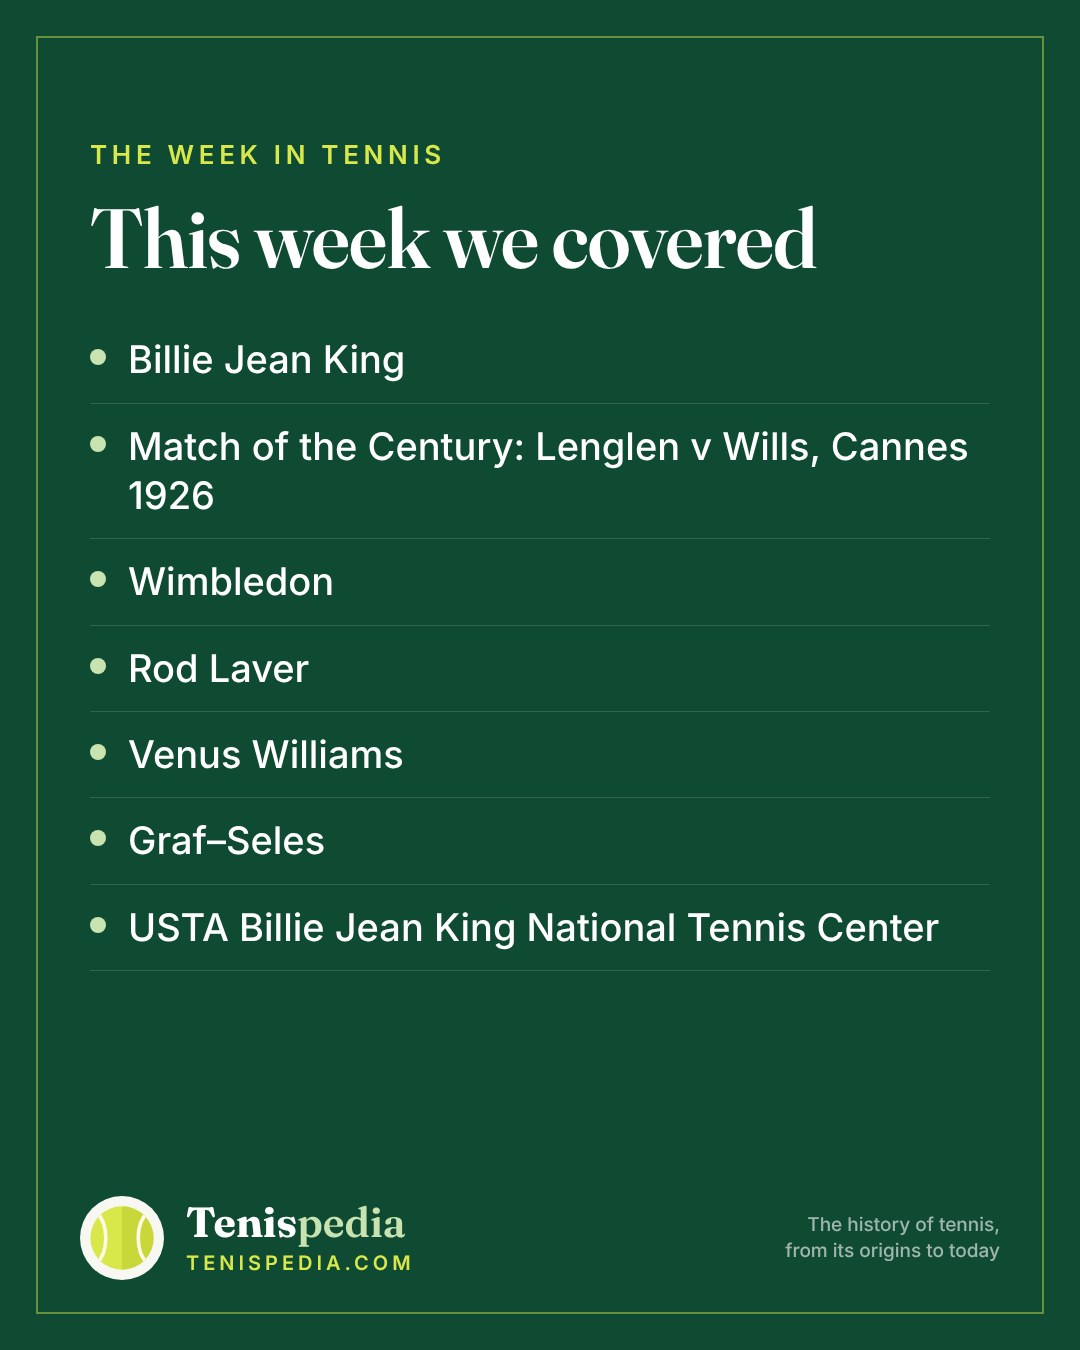 THE WEEK IN TENNIS
This week we covered
Billie Jean King
Match of the Century: Lenglen v Wills, Cannes
1926
Wimbledon
Rod Laver
Venus Williams
Graf–Seles
USTA Billie Jean King National Tennis Center
Tenispedia
TENISPEDIA.COM
The history of tennis,
from its origins to today